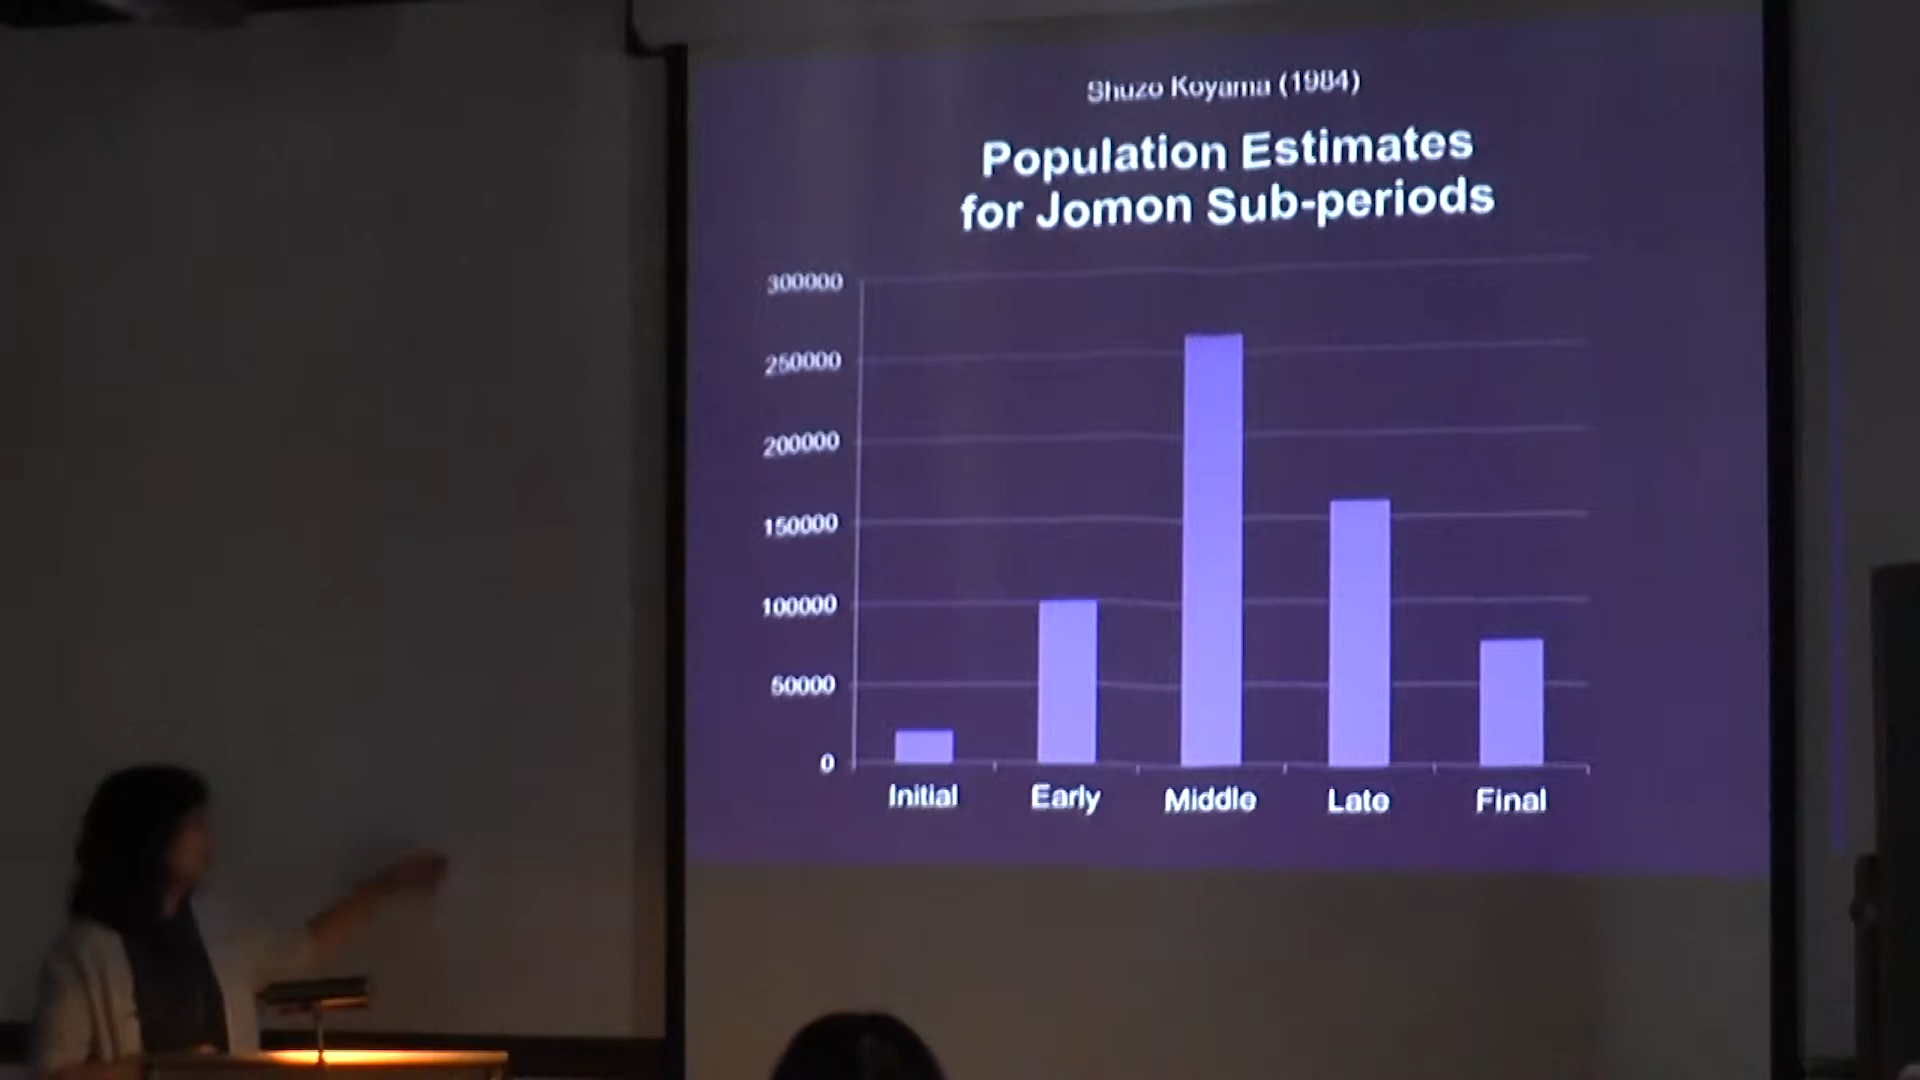 Shuzo Koyama (1984)
Population Estimates
for Jomon Sub-periods
300000
250000
200000
150000
100000
50000
0
Initial Early Middle Late Final